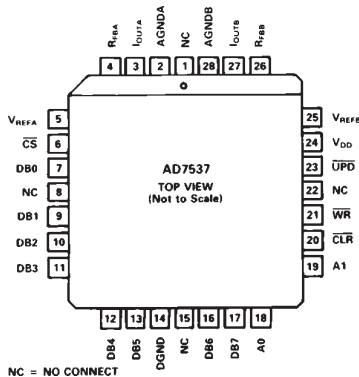 RFBA IOUTA AGNDA NC AGNDB IOUTB RFBB
4 3 2 1 28 27 26
VREFA 5 25 VREFB
CS 6 24 VDD
DB0 7 23 UPD
NC 8 22 NC
DB1 9 21 WR
DB2 10 20 CLR
DB3 11 19 A1
AD7537
TOP VIEW
(Not to Scale)
12 13 14 15 16 17 18
DB4 DB5 DGND NC DB6 DB7 A0
NC = NO CONNECT